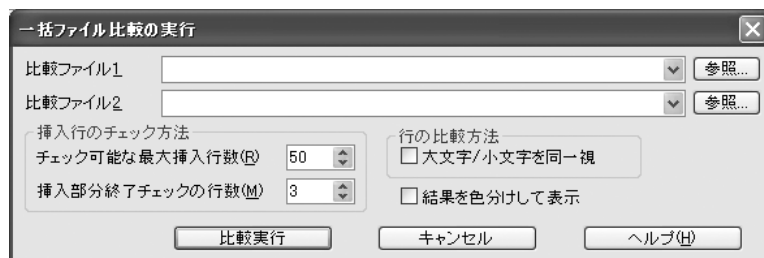 一括ファイル比較の実行
比較ファイル1 参照...
比較ファイル2 参照...
挿入行のチェック方法
チェック可能な最大挿入行数(R) 50
挿入部分終了チェックの行数(M) 3
行の比較方法
大文字/小文字を同一視
結果を色分けして表示
比較実行 キャンセル ヘルプ(H)